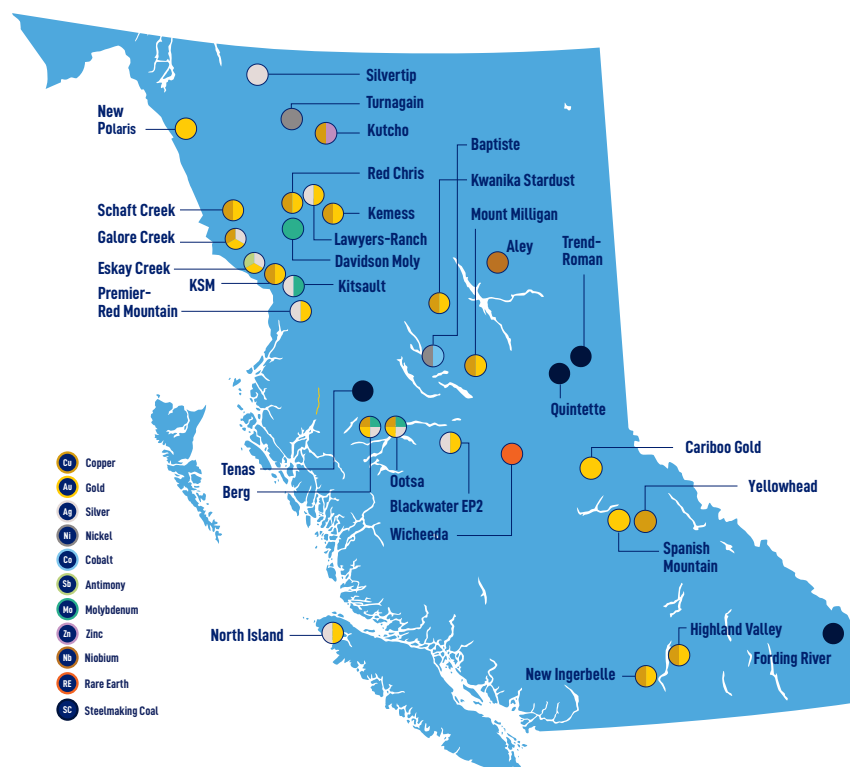 Silvertip
Turnagain
New
Polaris
Kutcho
Baptiste
Red Chris
Kwanika Stardust
Schaft Creek
Kemess
Mount Milligan
Galore Creek
Lawyers-Ranch
Aley
Trend-
Roman
Davidson Moly
Eskay Creek
KSM
Kitsault
Premier-
Red Mountain
Quintette
Cariboo Gold
Tenas
Ootsa
Berg
Yellowhead
Blackwater EP2
Wicheeda
Spanish
Mountain
Cu Copper
Au Gold
Ag Silver
Ni Nickel
Co Cobalt
Sb Antimony
Mo Molybdenum
Zn Zinc
Nb Niobium
RE Rare Earth
SC Steelmaking Coal
North Island
Highland Valley
Fording River
New Ingerbelle